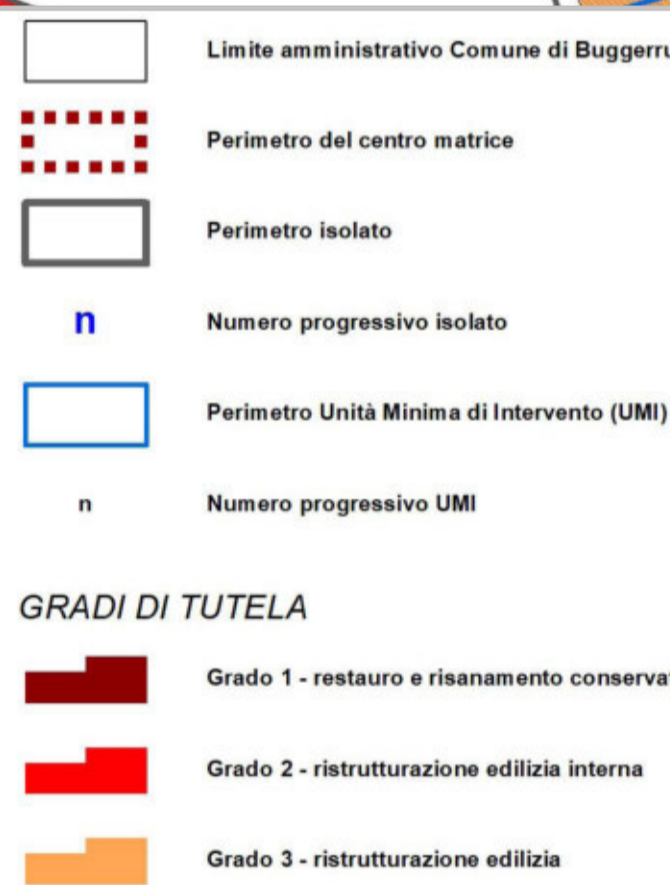 Limite amministrativo Comune di
Perimetro del centro matrice
Perimetro isolato
n Numero progressivo isolato
Perimetro Unità Minima di Intervento (UMI)
n Numero progressivo UMI
GRADI DI TUTELA
Grado 1 - restauro e risanamento
Grado 2 - ristrutturazione edilizia interna
Grado 3 - ristrutturazione edilizia